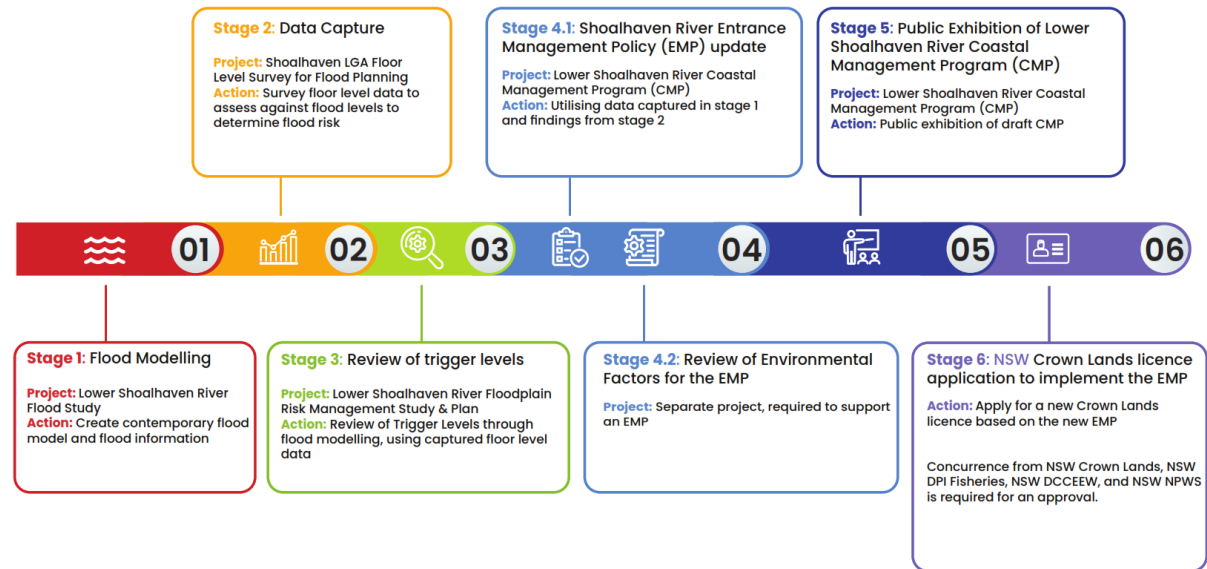 Stage 2: Data Capture
Project: Shoalhaven LGA Floor
Level Survey for Flood Planning
Action: Survey floor level data to
assess against flood levels to
determine flood risk
Stage 4.1: Shoalhaven River Entrance
Management Policy (EMP) update
Project: Lower Shoalhaven River Coastal
Management Program (CMP)
Action: Utilising data captured in stage 1
and findings from stage 2
Stage 5: Public Exhibition of Lower
Shoalhaven River Coastal
Management Program (CMP)
Project: Lower Shoalhaven River Coastal
Management Program (CMP)
Action: Public exhibition of draft CMP
01
02
03
04
05
06
Stage 1: Flood Modelling
Project: Lower Shoalhaven River
Flood Study
Action: Create contemporary flood
model and flood information
Stage 3: Review of trigger levels
Project: Lower Shoalhaven River Floodplain
Risk Management Study & Plan
Action: Review of Trigger Levels through
flood modelling, using captured floor level
data
Stage 4.2: Review of Environmental
Factors for the EMP
Project: Separate project, required to support
an EMP
Stage 6: NSW Crown Lands licence
application to implement the EMP
Action: Apply for a new Crown Lands
licence based on the new EMP
Concurrence from NSW Crown Lands, NSW
DPI Fisheries, NSW DCCEEW, and NSW NPWS
is required for an approval.